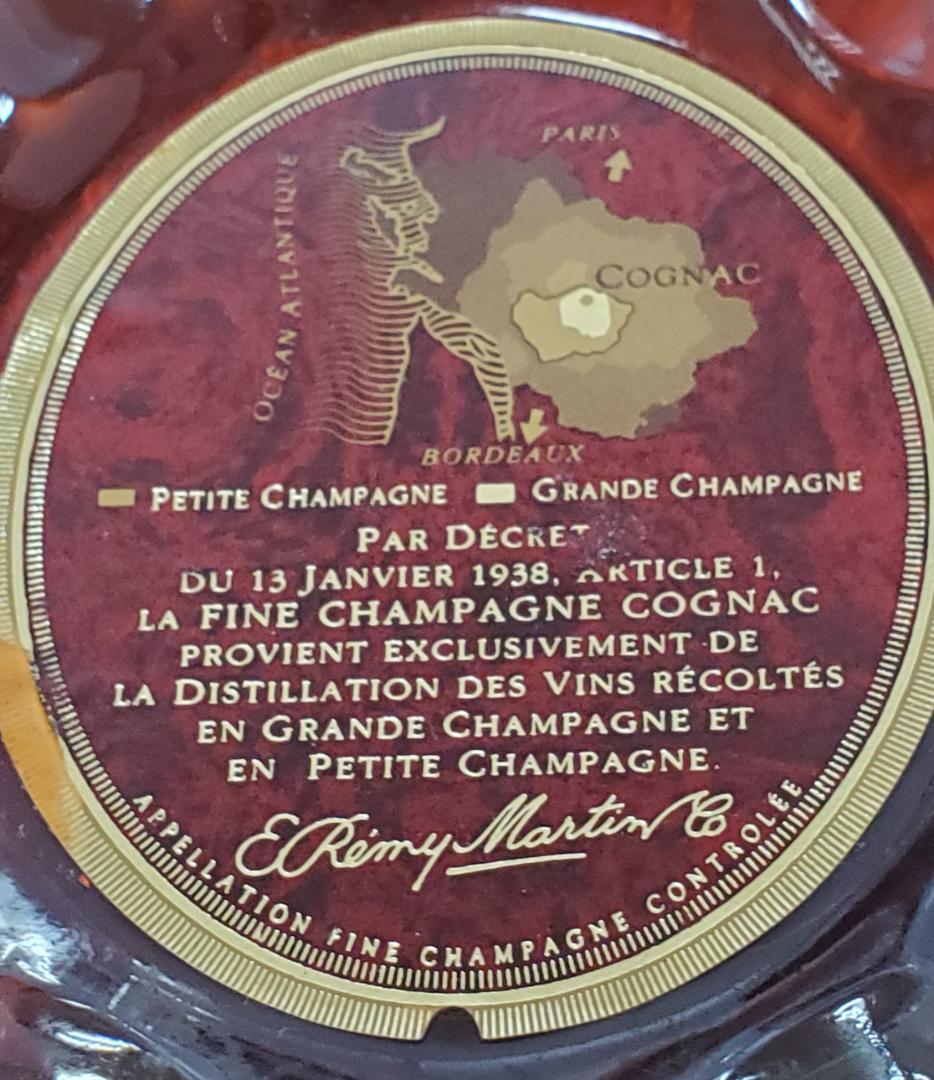 PARIS
OCÉAN ATLANTIQUE
COGNAC
BORDEAUX
PETITE CHAMPAGNE GRANDE CHAMPAGNE
PAR DÉCRET
DU 13 JANVIER 1938, ARTICLE 1,
LA FINE CHAMPAGNE COGNAC
PROVIENT EXCLUSIVEMENT DE
LA DISTILLATION DES VINS RÉCOLTÉS
EN GRANDE CHAMPAGNE ET
EN PETITE CHAMPAGNE.
E Rémy Martin & Co
APPELLATION FINE CHAMPAGNE CONTROLÉE